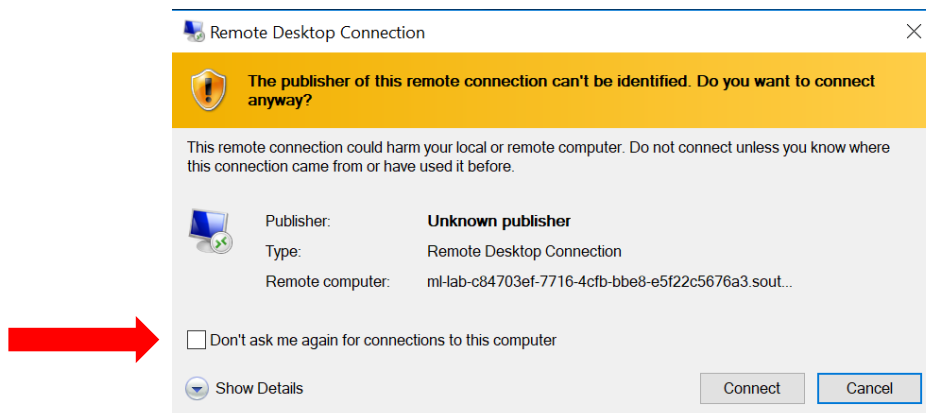 Remote Desktop Connection
The publisher of this remote connection can't be identified. Do you want to connect
anyway?
This remote connection could harm your local or remote computer. Do not connect unless you know where
this connection came from or have used it before.
Publisher: Unknown publisher
Type: Remote Desktop Connection
Remote computer: ml-lab-c84703ef-7716-4cfb-bbe8-e5f22c5676a3.sout...
Don't ask me again for connections to this computer
Show Details Connect Cancel